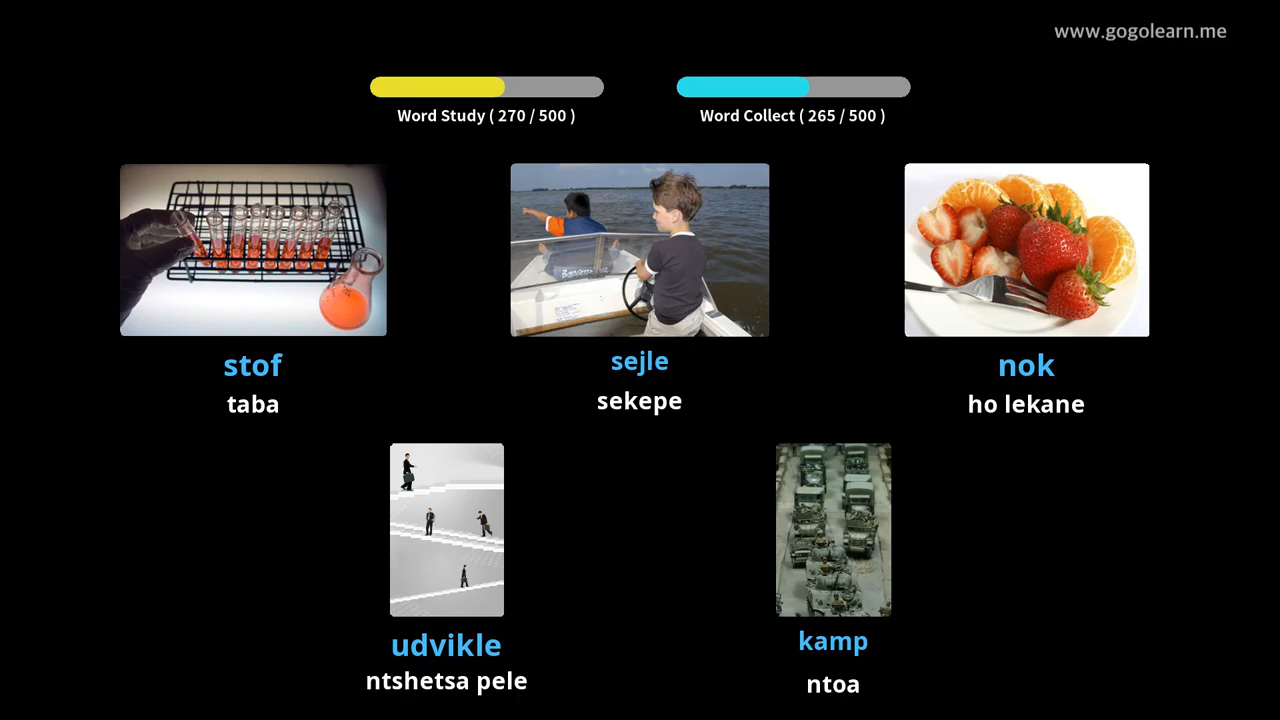 www.gogolearn.me
Word Study ( 270 / 500 )
Word Collect ( 265 / 500 )
stof
taba
sejle
sekepe
nok
ho lekane
udvikle
ntshetsa pele
kamp
ntoa